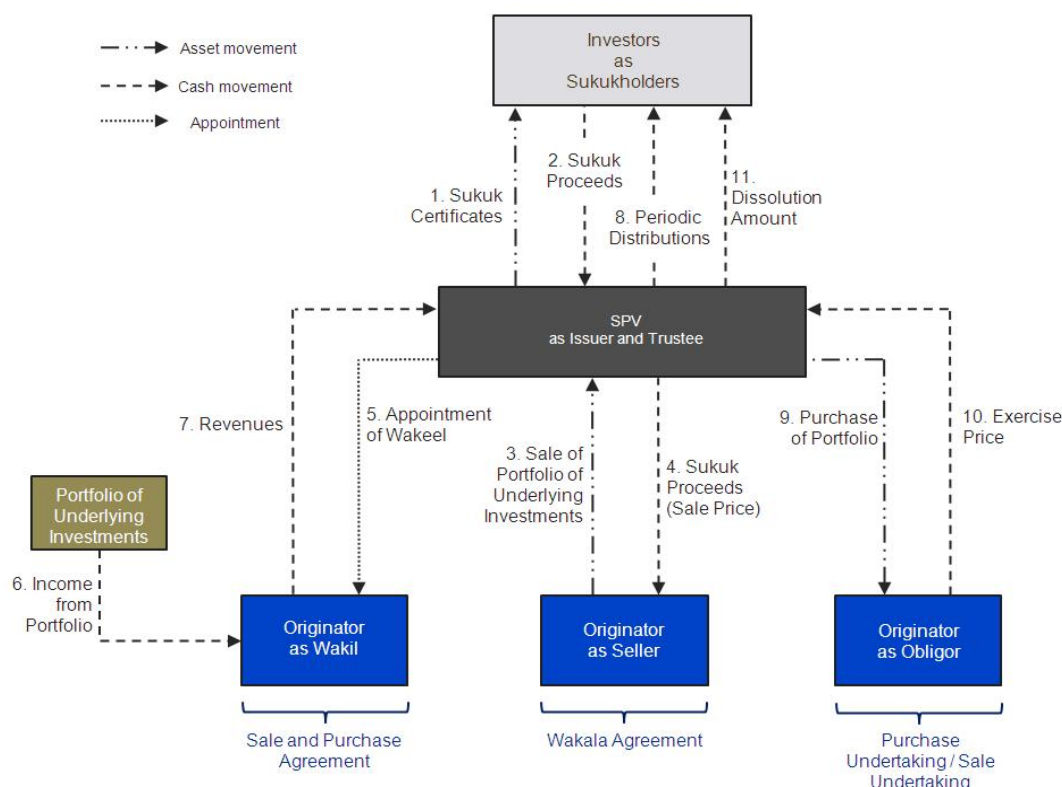 Asset movement
Cash movement
Appointment
Investors
as
Sukukholders
1. Sukuk
Certificates
2. Sukuk
Proceeds
8. Periodic
Distributions
11.
Dissolution
Amount
SPV
as Issuer and Trustee
7. Revenues
5. Appointment
of Wakeel
3. Sale of
Portfolio of
Underlying
Investments
4. Sukuk
Proceeds
(Sale Price)
9. Purchase
of Portfolio
10. Exercise
Price
Portfolio of
Underlying
Investments
6. Income
from
Portfolio
Originator
as Wakil
Originator
as Seller
Originator
as Obligor
Sale and Purchase
Agreement
Wakala Agreement
Purchase
Undertaking / Sale
Undertaking